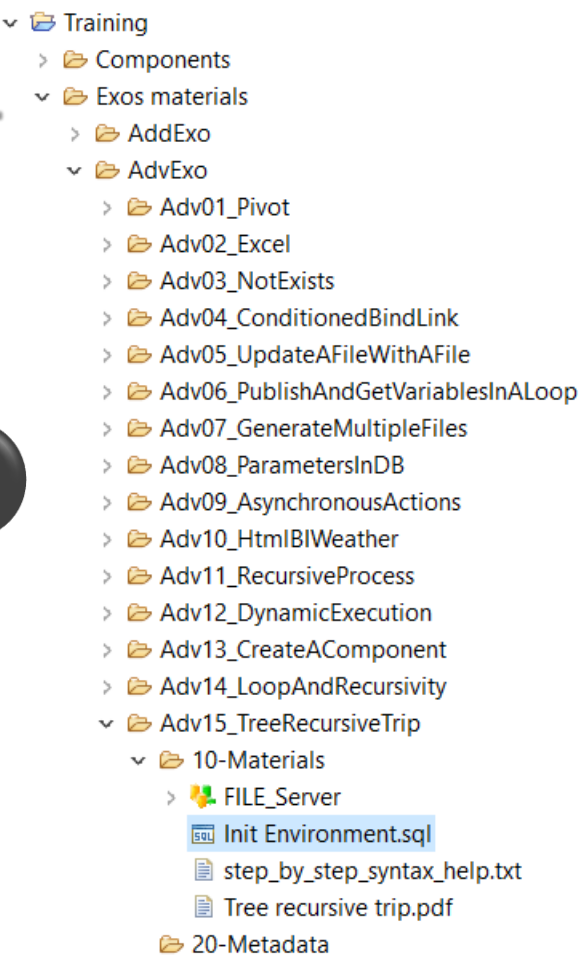 Training
Components
Exos materials
AddExo
AdvExo
Adv01_Pivot
Adv02_Excel
Adv03_NotExists
Adv04_ConditionedBindLink
Adv05_UpdateAFileWithAFile
Adv06_PublishAndGetVariablesInALoop
Adv07_GenerateMultipleFiles
Adv08_ParametersInDB
Adv09_AsynchronousActions
Adv10_HtmlBIWeather
Adv11_RecursiveProcess
Adv12_DynamicExecution
Adv13_CreateAComponent
Adv14_LoopAndRecursivity
Adv15_TreeRecursiveTrip
10-Materials
FILE_Server
SQL Init Environment.sql
step_by_step_syntax_help.txt
Tree recursive trip.pdf
20-Metadata